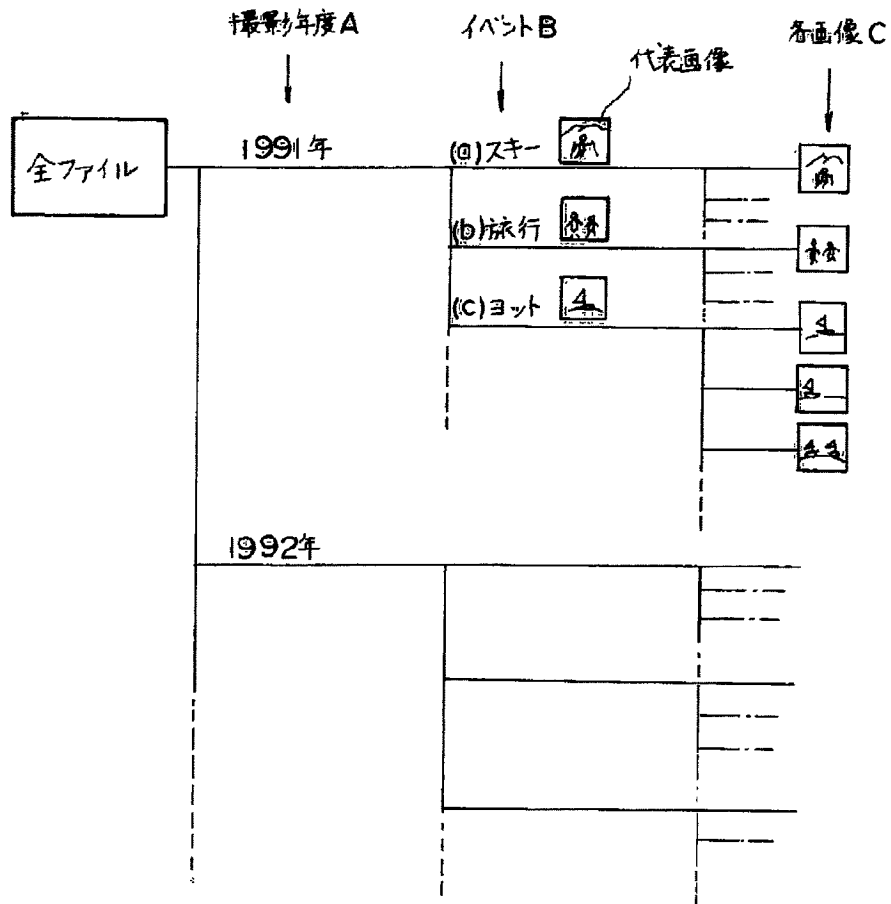 撮影年度A
イベントB
各画像C
代表画像
全ファイル
1991年
(a)スキー
(b)旅行
(c)ヨット
1992年